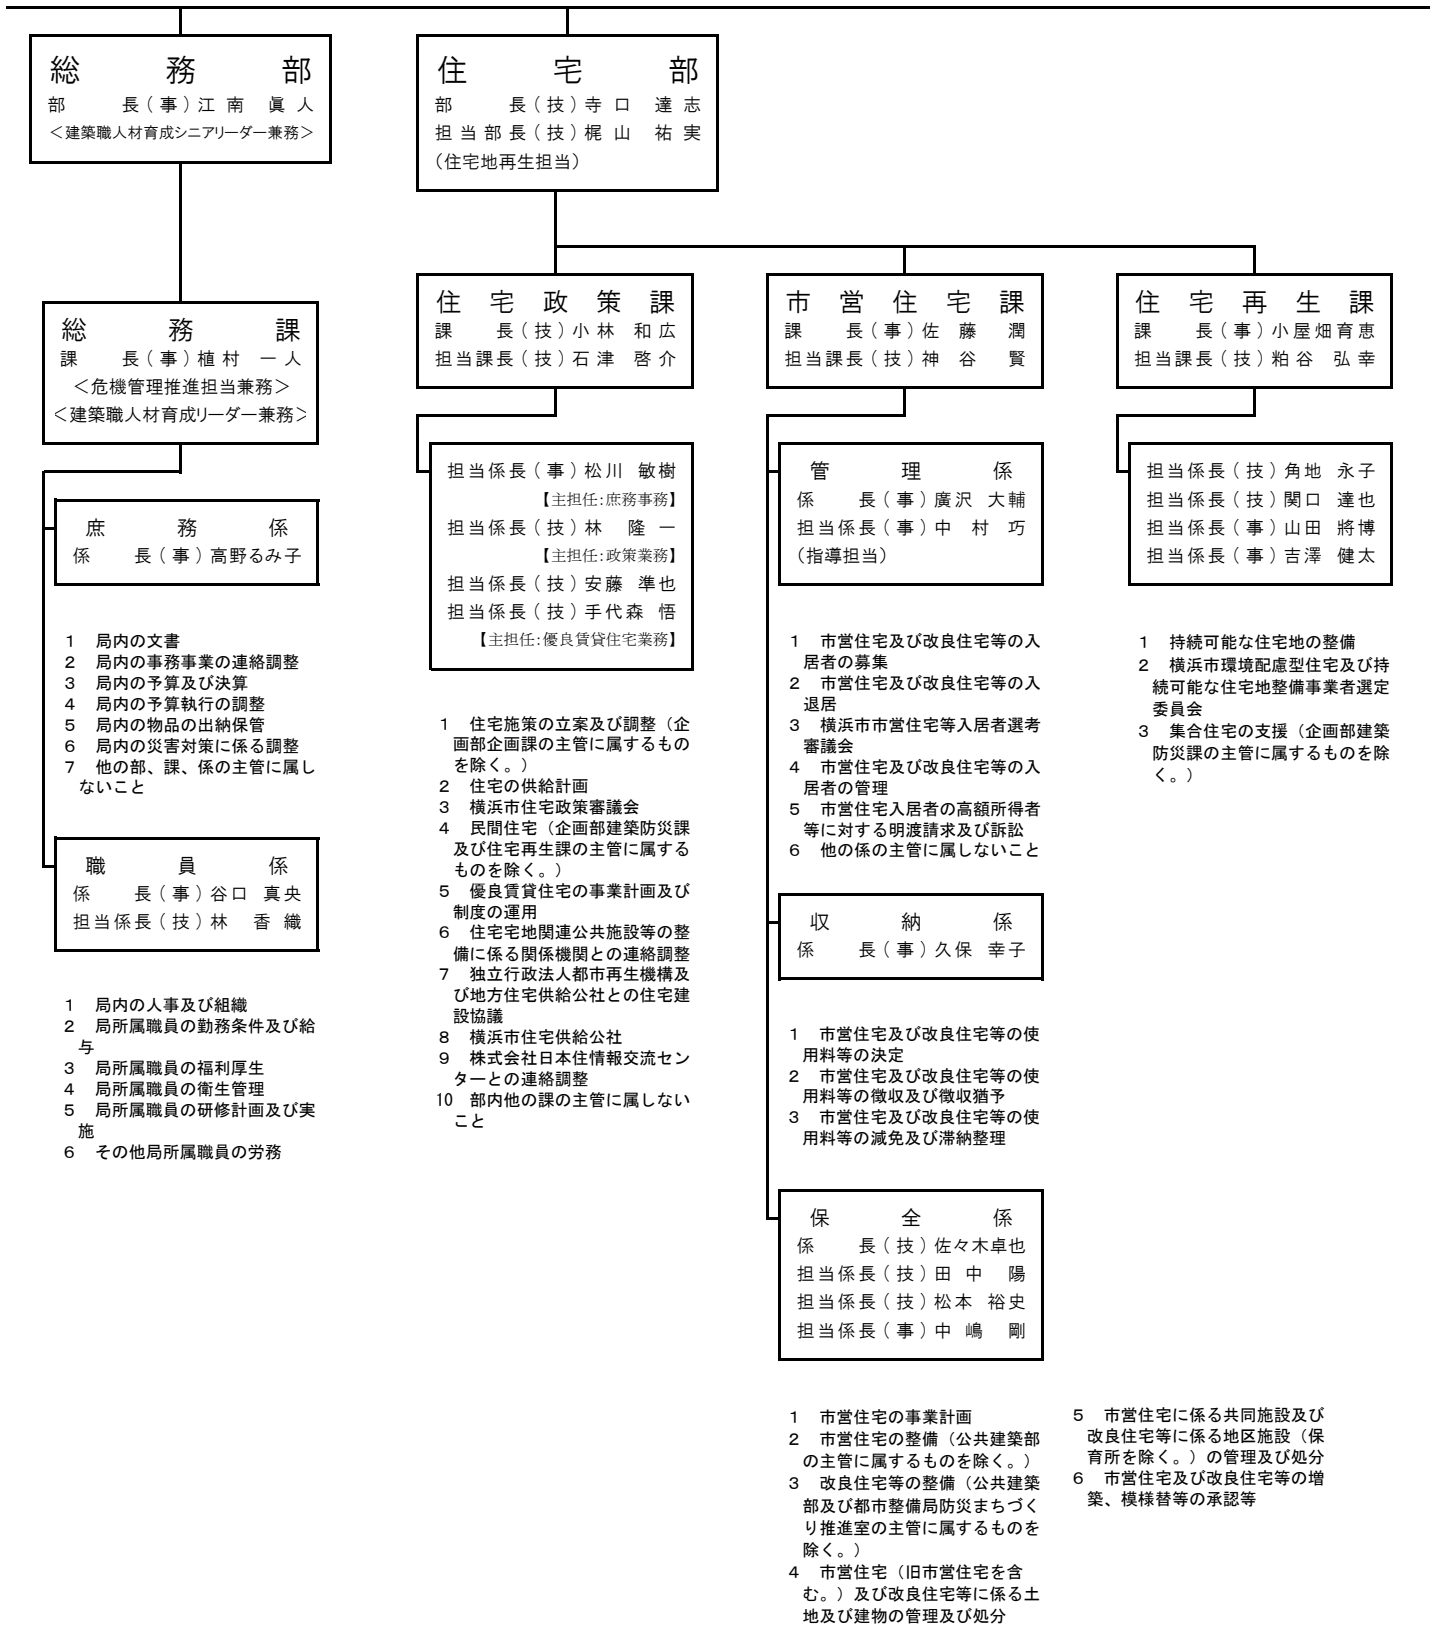 総務部
部長（事）江南 眞人
＜建築職人材育成シニアリーダー兼務＞
総務課
課長（事）植村 一人
＜危機管理推進担当兼務＞
＜建築職人材育成リーダー兼務＞
庶務係
係長（事）高野るみ子
1 局内の文書
2 局内の事務事業の連絡調整
3 局内の予算及び決算
4 局内の予算執行の調整
5 局内の物品の出納保管
6 局内の災害対策に係る調整
7 他の部、課、係の主管に属し
ないこと
職員係
係長（事）谷口 真央
担当係長（技）林 香織
1 局内の人事及び組織
2 局所属職員の勤務条件及び給
与
3 局所属職員の福利厚生
4 局所属職員の衛生管理
5 局所属職員の研修計画及び実
施
6 その他局所属職員の労務
住宅部
部長（技）寺口 達志
担当部長（技）梶山 祐実
（住宅地再生担当）
住宅政策課
課長（技）小林 和広
担当課長（技）石津 啓介
担当係長（事）松川 敏樹
【主担任：庶務事務】
担当係長（技）林 隆一
【主担任：政策業務】
担当係長（技）安藤 準也
担当係長（技）手代森 悟
【主担任：優良賃貸住宅業務】
1 住宅施策の立案及び調整（企
画部企画課の主管に属するもの
を除く。）
2 住宅の供給計画
3 横浜市住宅政策審議会
4 民間住宅（企画部建築防災課
及び住宅再生課の主管に属する
ものを除く。）
5 優良賃貸住宅の事業計画及び
制度の運用
6 住宅宅地関連公共施設等の整
備に係る関係機関との連絡調整
7 独立行政法人都市再生機構及
び地方住宅供給公社との住宅建
設協議
8 横浜市住宅供給公社
9 株式会社日本住情報交流セン
ターとの連絡調整
10 部内他の課の主管に属しない
こと
市営住宅課
課長（事）佐藤 潤
担当課長（技）神谷 賢
管理係
係長（事）廣沢 大輔
担当係長（事）中村 巧
（指導担当）
1 市営住宅及び改良住宅等の入
居者の募集
2 市営住宅及び改良住宅等の入
退居
3 横浜市市営住宅等入居者選考
審議会
4 市営住宅及び改良住宅等の入
居者の管理
5 市営住宅入居者の高額所得者
等に対する明渡請求及び訴訟
6 他の係の主管に属しないこと
収納係
係長（事）久保 幸子
1 市営住宅及び改良住宅等の使
用料等の決定
2 市営住宅及び改良住宅等の使
用料等の徴収及び徴収猶予
3 市営住宅及び改良住宅等の使
用料等の減免及び滞納整理
保全係
係長（技）佐々木卓也
担当係長（技）田中 陽
担当係長（技）松本 裕史
担当係長（事）中嶋 剛
1 市営住宅の事業計画
2 市営住宅の整備（公共建築部
の主管に属するものを除く。）
3 改良住宅等の整備（公共建築
部及び都市整備局防災まちづく
り推進室の主管に属するものを
除く。）
4 市営住宅（旧市営住宅を含
む。）及び改良住宅等に係る土
地及び建物の管理及び処分
5 市営住宅に係る共同施設及び
改良住宅等に係る地区施設（保
育所を除く。）の管理及び処分
6 市営住宅及び改良住宅等の増
築、模様替等の承認等
住宅再生課
課長（事）小屋畑育恵
担当課長（技）粕谷 弘幸
担当係長（技）角地 永子
担当係長（技）関口 達也
担当係長（事）山田 將博
担当係長（事）吉澤 健太
1 持続可能な住宅地の整備
2 横浜市環境配慮型住宅及び持
続可能な住宅地整備事業者選定
委員会
3 集合住宅の支援（企画部建築
防災課の主管に属するものを除
く。）